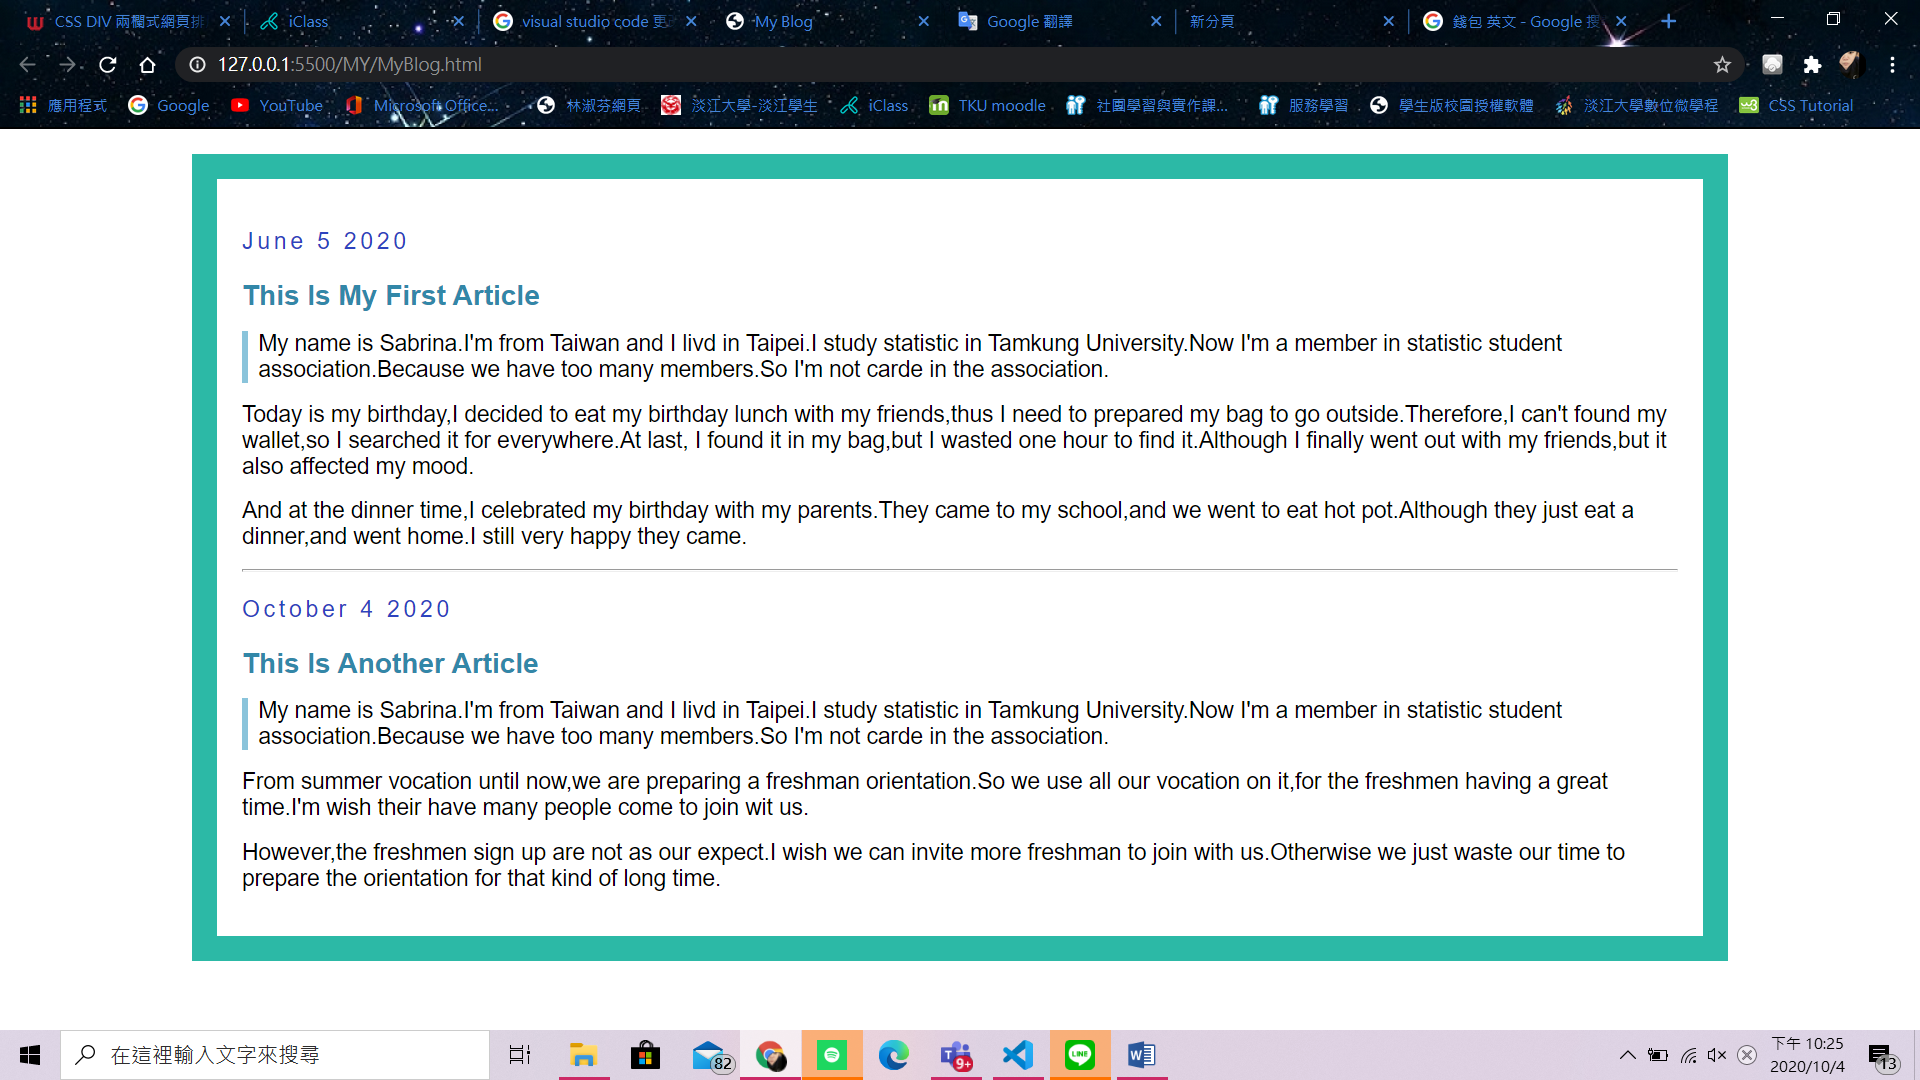 CSS DIV 兩欄式網頁排
iClass
visual studio code 更
My Blog
Google 翻譯
新分頁
錢包 英文 - Google 搜
127.0.0.1:5500/MY/MyBlog.html
應用程式
Google
YouTube
Microsoft Office...
林淑芬網頁
淡江大學-淡江學生
iClass
TKU moodle
社團學習與實作課...
服務學習
學生版校園授權軟體
淡江大學數位微學程
CSS Tutorial
June 5 2020
This Is My First Article
My name is Sabrina.I'm from Taiwan and I livd in Taipei.I study statistic in Tamkung University.Now I'm a member in statistic student
association.Because we have too many members.So I'm not carde in the association.
Today is my birthday,I decided to eat my birthday lunch with my friends,thus I need to prepared my bag to go outside.Therefore,I can't found my
wallet,so I searched it for everywhere.At last, I found it in my bag,but I wasted one hour to find it.Although I finally went out with my friends,but it
also affected my mood.
And at the dinner time,I celebrated my birthday with my parents.They came to my school,and we went to eat hot pot.Although they just eat a
dinner,and went home.I still very happy they came.
October 4 2020
This Is Another Article
My name is Sabrina.I'm from Taiwan and I livd in Taipei.I study statistic in Tamkung University.Now I'm a member in statistic student
association.Because we have too many members.So I'm not carde in the association.
From summer vocation until now,we are preparing a freshman orientation.So we use all our vocation on it,for the freshmen having a great
time.I'm wish their have many people come to join wit us.
However,the freshmen sign up are not as our expect.I wish we can invite more freshman to join with us.Otherwise we just waste our time to
prepare the orientation for that kind of long time.
在這裡輸入文字來搜尋
82
9+
LINE
下午 10:25
2020/10/4
13